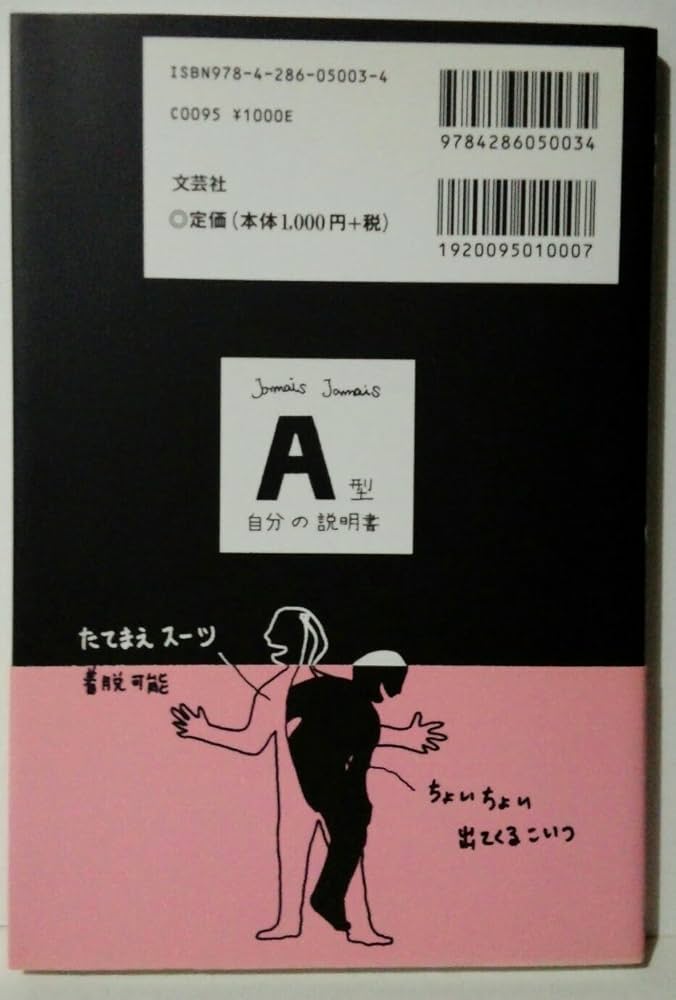 ISBN978-4-286-05003-4
C0095 ¥1000E
9784286050034
文芸社
◎定価(本体1,000円+税)
1920095010007
Jamais Jamais
A型
自分の説明書
たてまえスーツ
着脱可能
ちょいちょい
出てくるこいつ